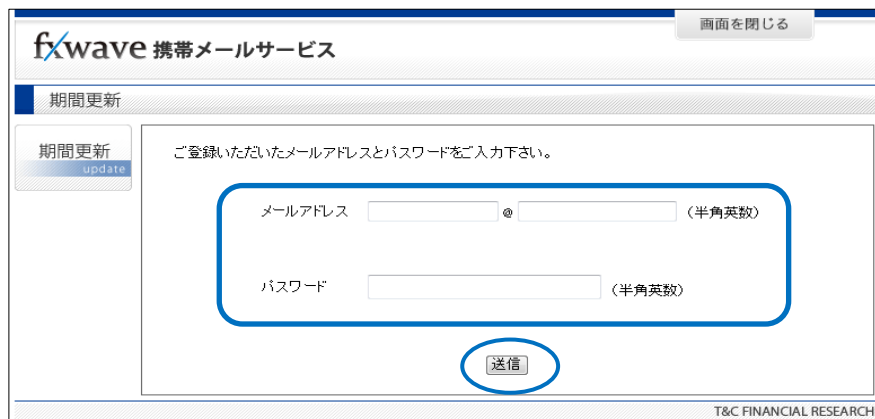 画面を閉じる
fxwave 携帯メールサービス
期間更新
期間更新
update
ご登録いただいたメールアドレスとパスワードをご入力下さい。
メールアドレス @ （半角英数）
パスワード （半角英数）
送信
T&C FINANCIAL RESEARCH